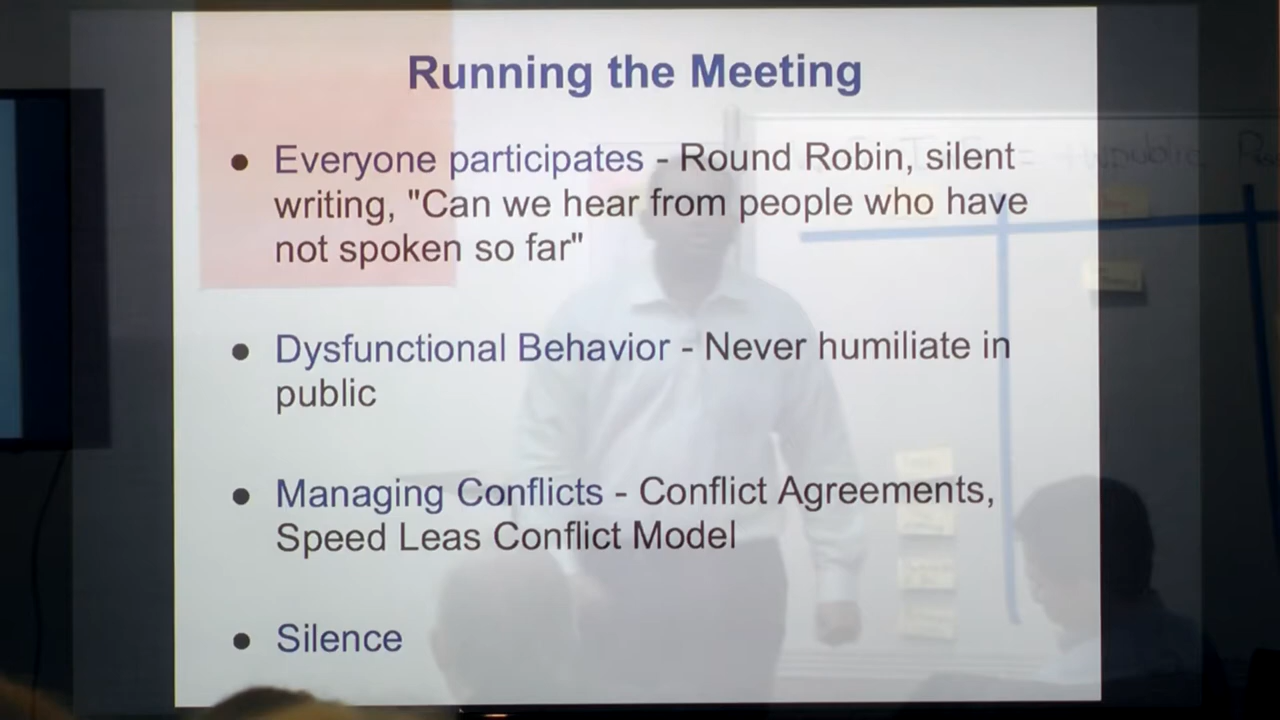 Running the Meeting
• Everyone participates - Round Robin, silent
writing, "Can we hear from people who have
not spoken so far"
• Dysfunctional Behavior - Never humiliate in
public
• Managing Conflicts - Conflict Agreements,
Speed Leas Conflict Model
• Silence